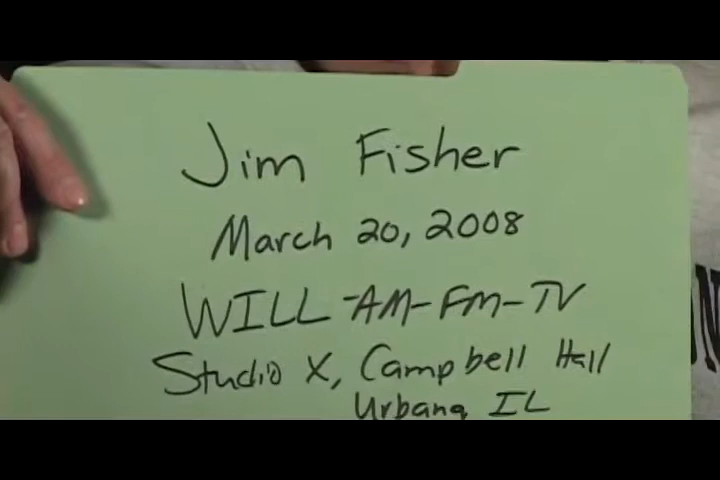 Jim Fisher
March 20, 2008
WILL-AM-FM-TV
Studio X, Campbell Hall
Urbana IL